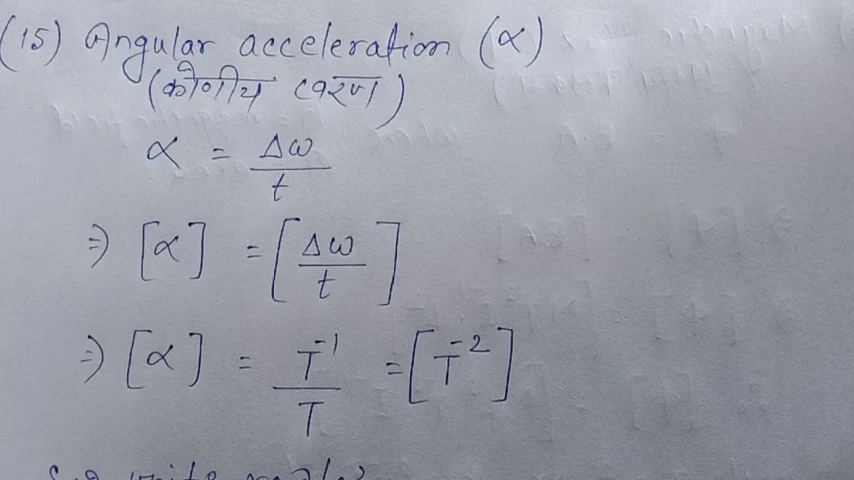 (15) Angular acceleration (α)
(कोणीय त्वरण)
α = Δω/t
⇒ [α] = [Δω/t]
⇒ [α] = T⁻¹/T = [T⁻²]